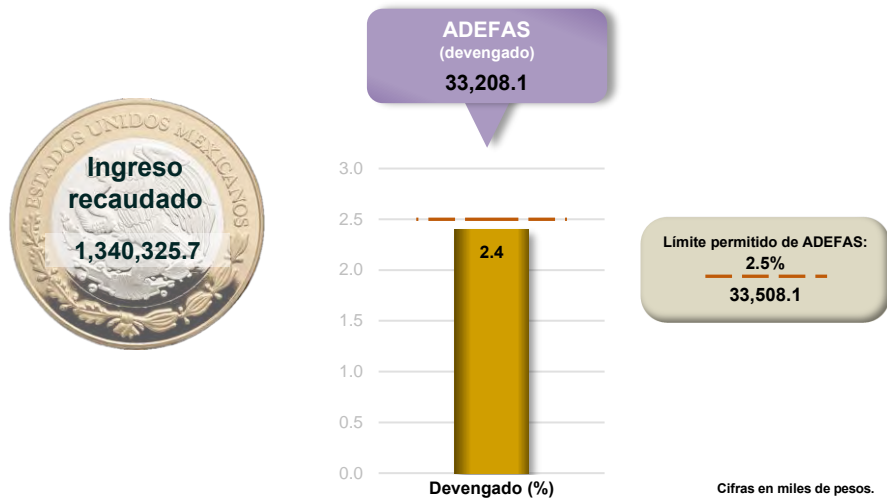 ADEFAS
(devengado)
33,208.1
ESTADOS UNIDOS MEXICANOS
Ingreso
recaudado
1,340,325.7
3.0
2.5
2.0
1.5
1.0
0.5
0.0
2.4
Devengado (%)
Límite permitido de ADEFAS:
2.5%
33,508.1
Cifras en miles de pesos.